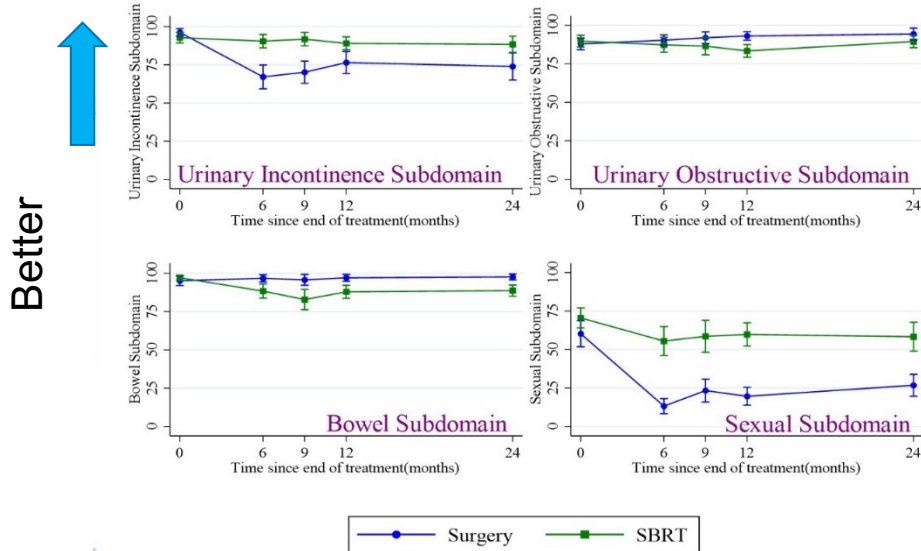 Better
Urinary Incontinence Subdomain
100
75
50
25
0
Urinary Incontinence Subdomain
0 6 9 12 24
Time since end of treatment(months)
Urinary Obstructive Subdomain
100
75
50
25
0
Urinary Obstructive Subdomain
0 6 9 12 24
Time since end of treatment(months)
Bowel Subdomain
100
75
50
25
0
Bowel Subdomain
0 6 9 12 24
Time since end of treatment(months)
Sexual Subdomain
100
75
50
25
0
Sexual Subdomain
0 6 9 12 24
Time since end of treatment(months)
Surgery SBRT